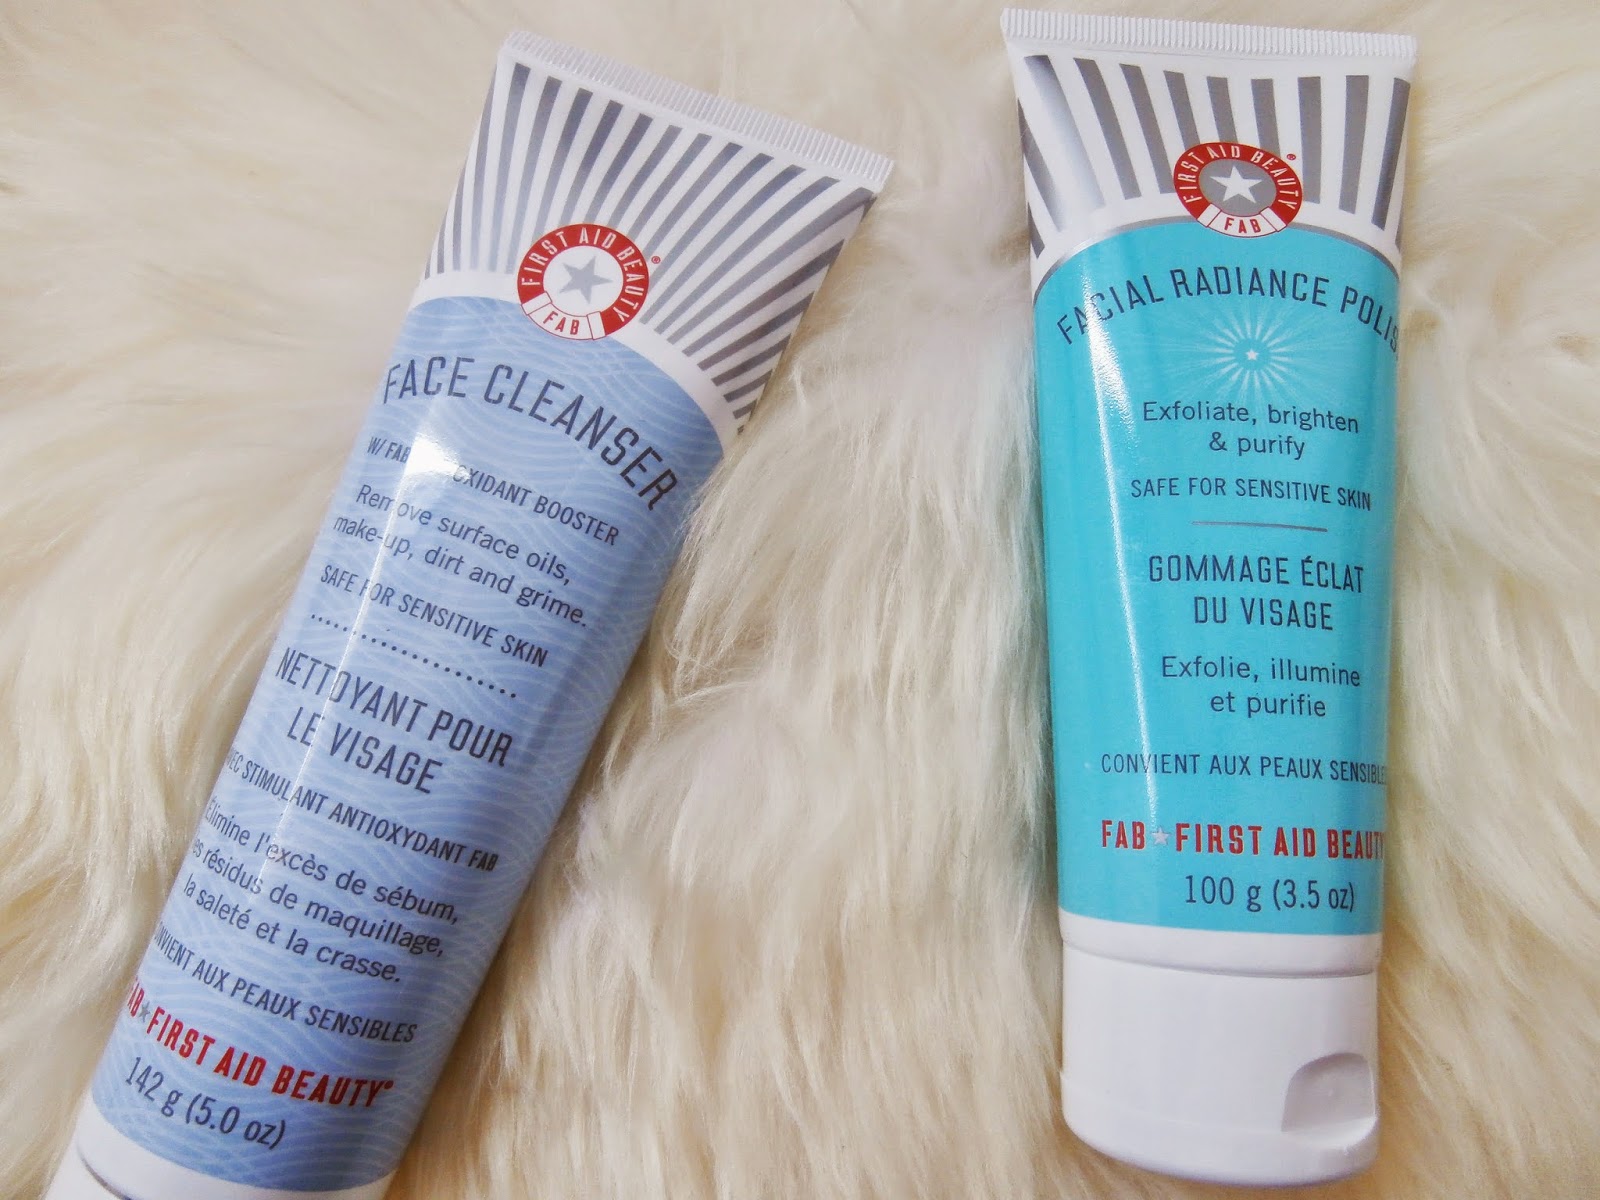 FIRST AID BEAUTY®
FAB
FACE CLEANSER
W/ FAB OXIDANT BOOSTER
Remove surface oils,
make-up, dirt and grime.
SAFE FOR SENSITIVE SKIN
NETTOYANT POUR
LE VISAGE
STIMULANT ANTIOXYDANT FAB
Élimine l'excès de sébum,
résidus de maquillage,
la saleté et la crasse.
AUX PEAUX SENSIBLES
FAB★FIRST AID BEAUTY®
142 g (5.0 oz)
FIRST AID BEAUTY®
FAB
FACIAL RADIANCE POLIS
Exfoliate, brighten
& purify
SAFE FOR SENSITIVE SKIN
GOMMAGE ÉCLAT
DU VISAGE
Exfolie, illumine
et purifie
CONVIENT AUX PEAUX SENSIBLES
FAB★FIRST AID BEAUTY
100 g (3.5 oz)